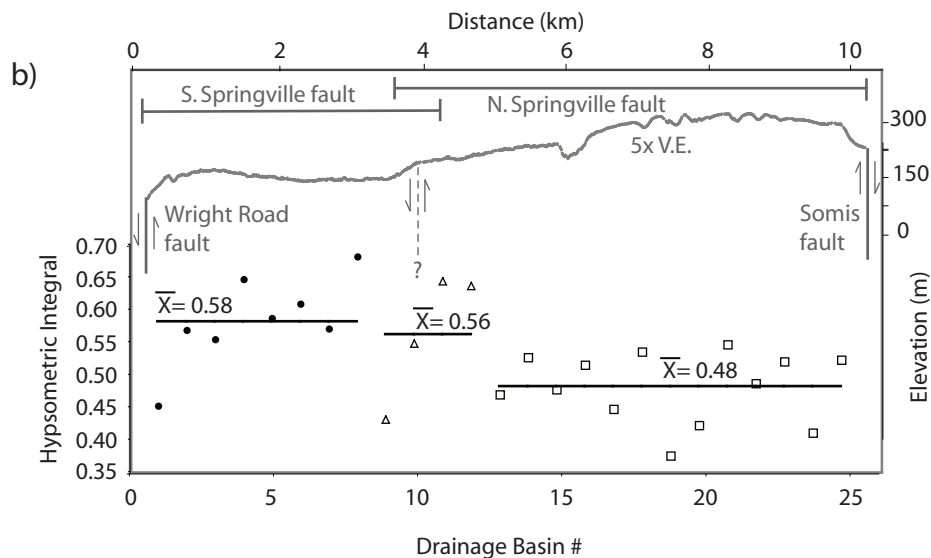 Distance (km)
0 2 4 6 8 10
b)
S. Springville fault
N. Springville fault
5x V.E.
300
150
0
Elevation (m)
Wright Road
fault
?
Somis
fault
Hypsometric Integral
0.70
0.65
0.60
0.55
0.50
0.45
0.40
0.35
X̄= 0.58
X̄= 0.56
X̄= 0.48
0 5 10 15 20 25
Drainage Basin #